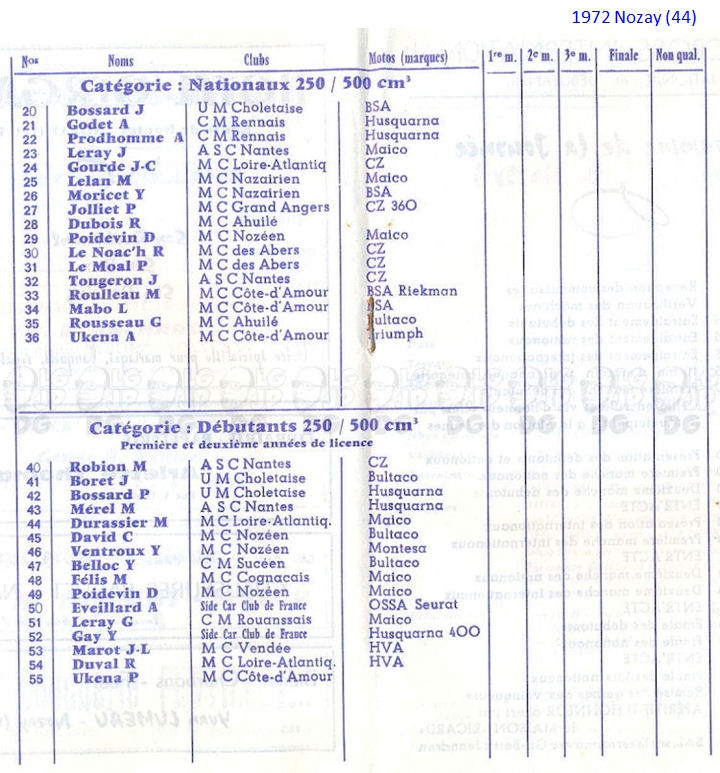 1972 Nozay (44)
Nos Noms Clubs Motos (marques) 1re m. 2e m. 3e m. Finale Non qual.
Catégorie : Nationaux 250 / 500 cm³
20 Bossard J U M Choletaise BSA
21 Godet A C M Rennais Husquarna
22 Prodhomme A C M Rennais Husquarna
23 Leray J A S C Nantes Maico
24 Gourde J-C M C Loire-Atlantiq CZ
25 Lelan M M C Nazairien Maico
26 Moricet Y M C Nazairien BSA
27 Jolliet P M C Grand Angers CZ 360
28 Dubois R M C Ahuilé
29 Poidevin D M C Nozéen Maico
30 Le Noac'h R M C des Abers CZ
31 Le Moal P M C des Abers CZ
32 Tougeron J A S C Nantes CZ
33 Roulleau M M C Côte-d'Amour BSA Riekman
34 Mabo L M C Côte-d'Amour BSA
35 Rousseau G M C Ahuilé Bultaco
36 Ukena A M C Côte-d'Amour Triumph
Catégorie : Débutants 250 / 500 cm³
Première et deuxième années de licence
40 Robion M A S C Nantes CZ
41 Boret J U M Choletaise Bultaco
42 Bossard P U M Choletaise Husquarna
43 Mérel M A S C Nantes Husquarna
44 Durassier M M C Loire-Atlantiq. Maico
45 David C M C Nozéen Bultaco
46 Ventroux Y M C Nozéen Montesa
47 Belloc Y C M Sucéen Bultaco
48 Félis M M C Cognaçais Maico
49 Poidevin D M C Nozéen Maico
50 Eveillard A Side Car Club de France OSSA Seurat
51 Leray G C M Rouanssais Maico
52 Gay Y Side Car Club de France Husquarna 400
53 Marot J-L M C Vendée HVA
54 Duval R M C Loire-Atlantiq. HVA
55 Ukena P M C Côte-d'Amour